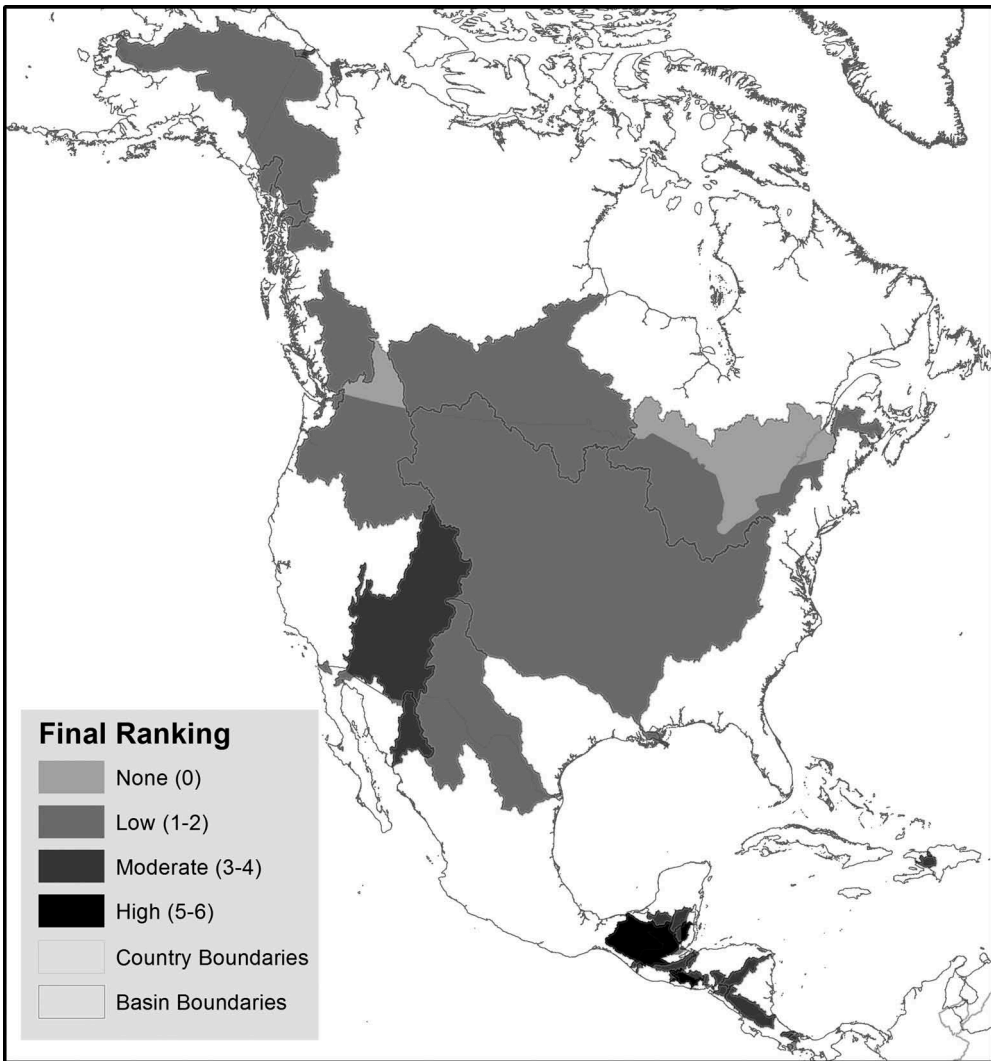 Final Ranking
None (0)
Low (1-2)
Moderate (3-4)
High (5-6)
Country Boundaries
Basin Boundaries